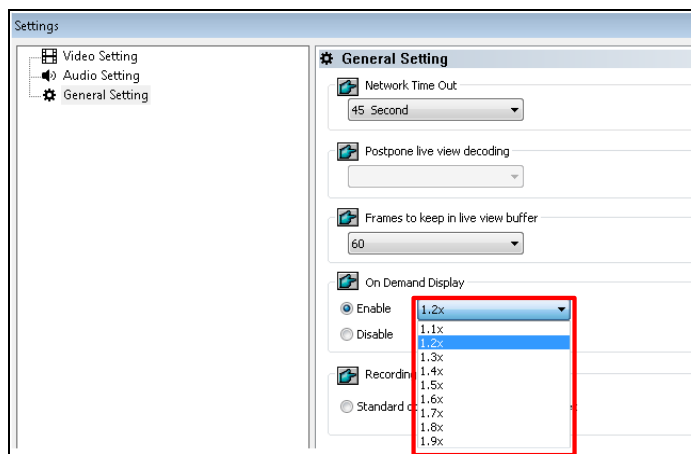 Settings
Video Setting
Audio Setting
General Setting
General Setting
Network Time Out
45 Second
Postpone live view decoding
Frames to keep in live view buffer
60
On Demand Display
Enable
1.2x
Disable
1.1x
1.2x
1.3x
1.4x
1.5x
1.6x
1.7x
1.8x
1.9x
Recording
Standard